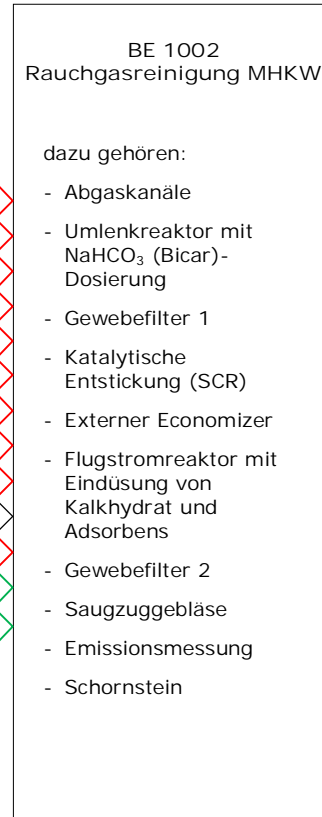 BE 1002
Rauchgasreinigung MHKW
dazu gehören:
- Abgaskanäle
- Umlenkreaktor mit
NaHCO₃ (Bicar)-
Dosierung
- Gewebefilter 1
- Katalytische
Entstickung (SCR)
- Externer Economizer
- Flugstromreaktor mit
Eindüsung von
Kalkhydrat und
Adsorbens
- Gewebefilter 2
- Saugzuggebläse
- Emissionsmessung
- Schornstein